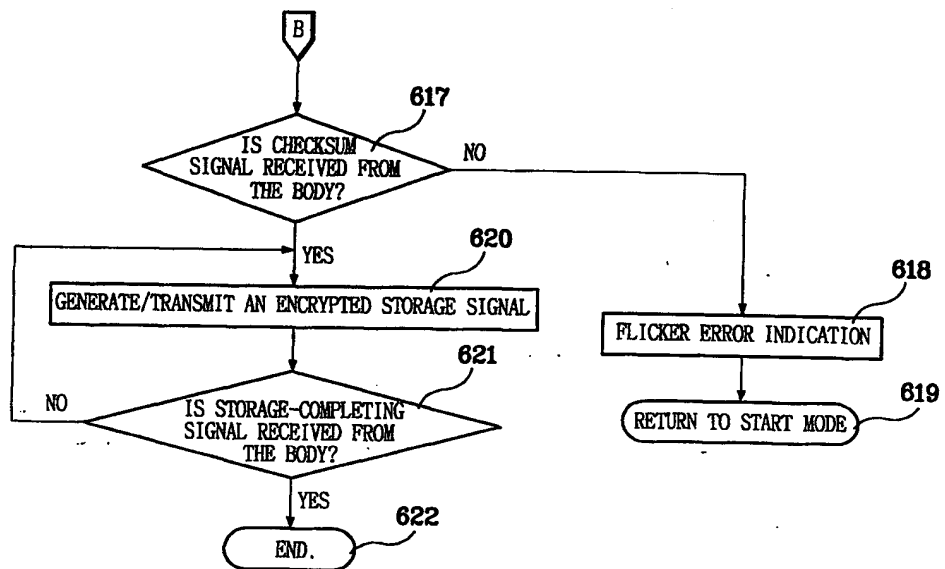 B
617
IS CHECKSUM
SIGNAL RECEIVED FROM
THE BODY?
NO
YES
620
GENERATE/TRANSMIT AN ENCRYPTED STORAGE SIGNAL
618
FLICKER ERROR INDICATION
621
NO
IS STORAGE-COMPLETING
SIGNAL RECEIVED FROM
THE BODY?
619
RETURN TO START MODE
YES
622
END.